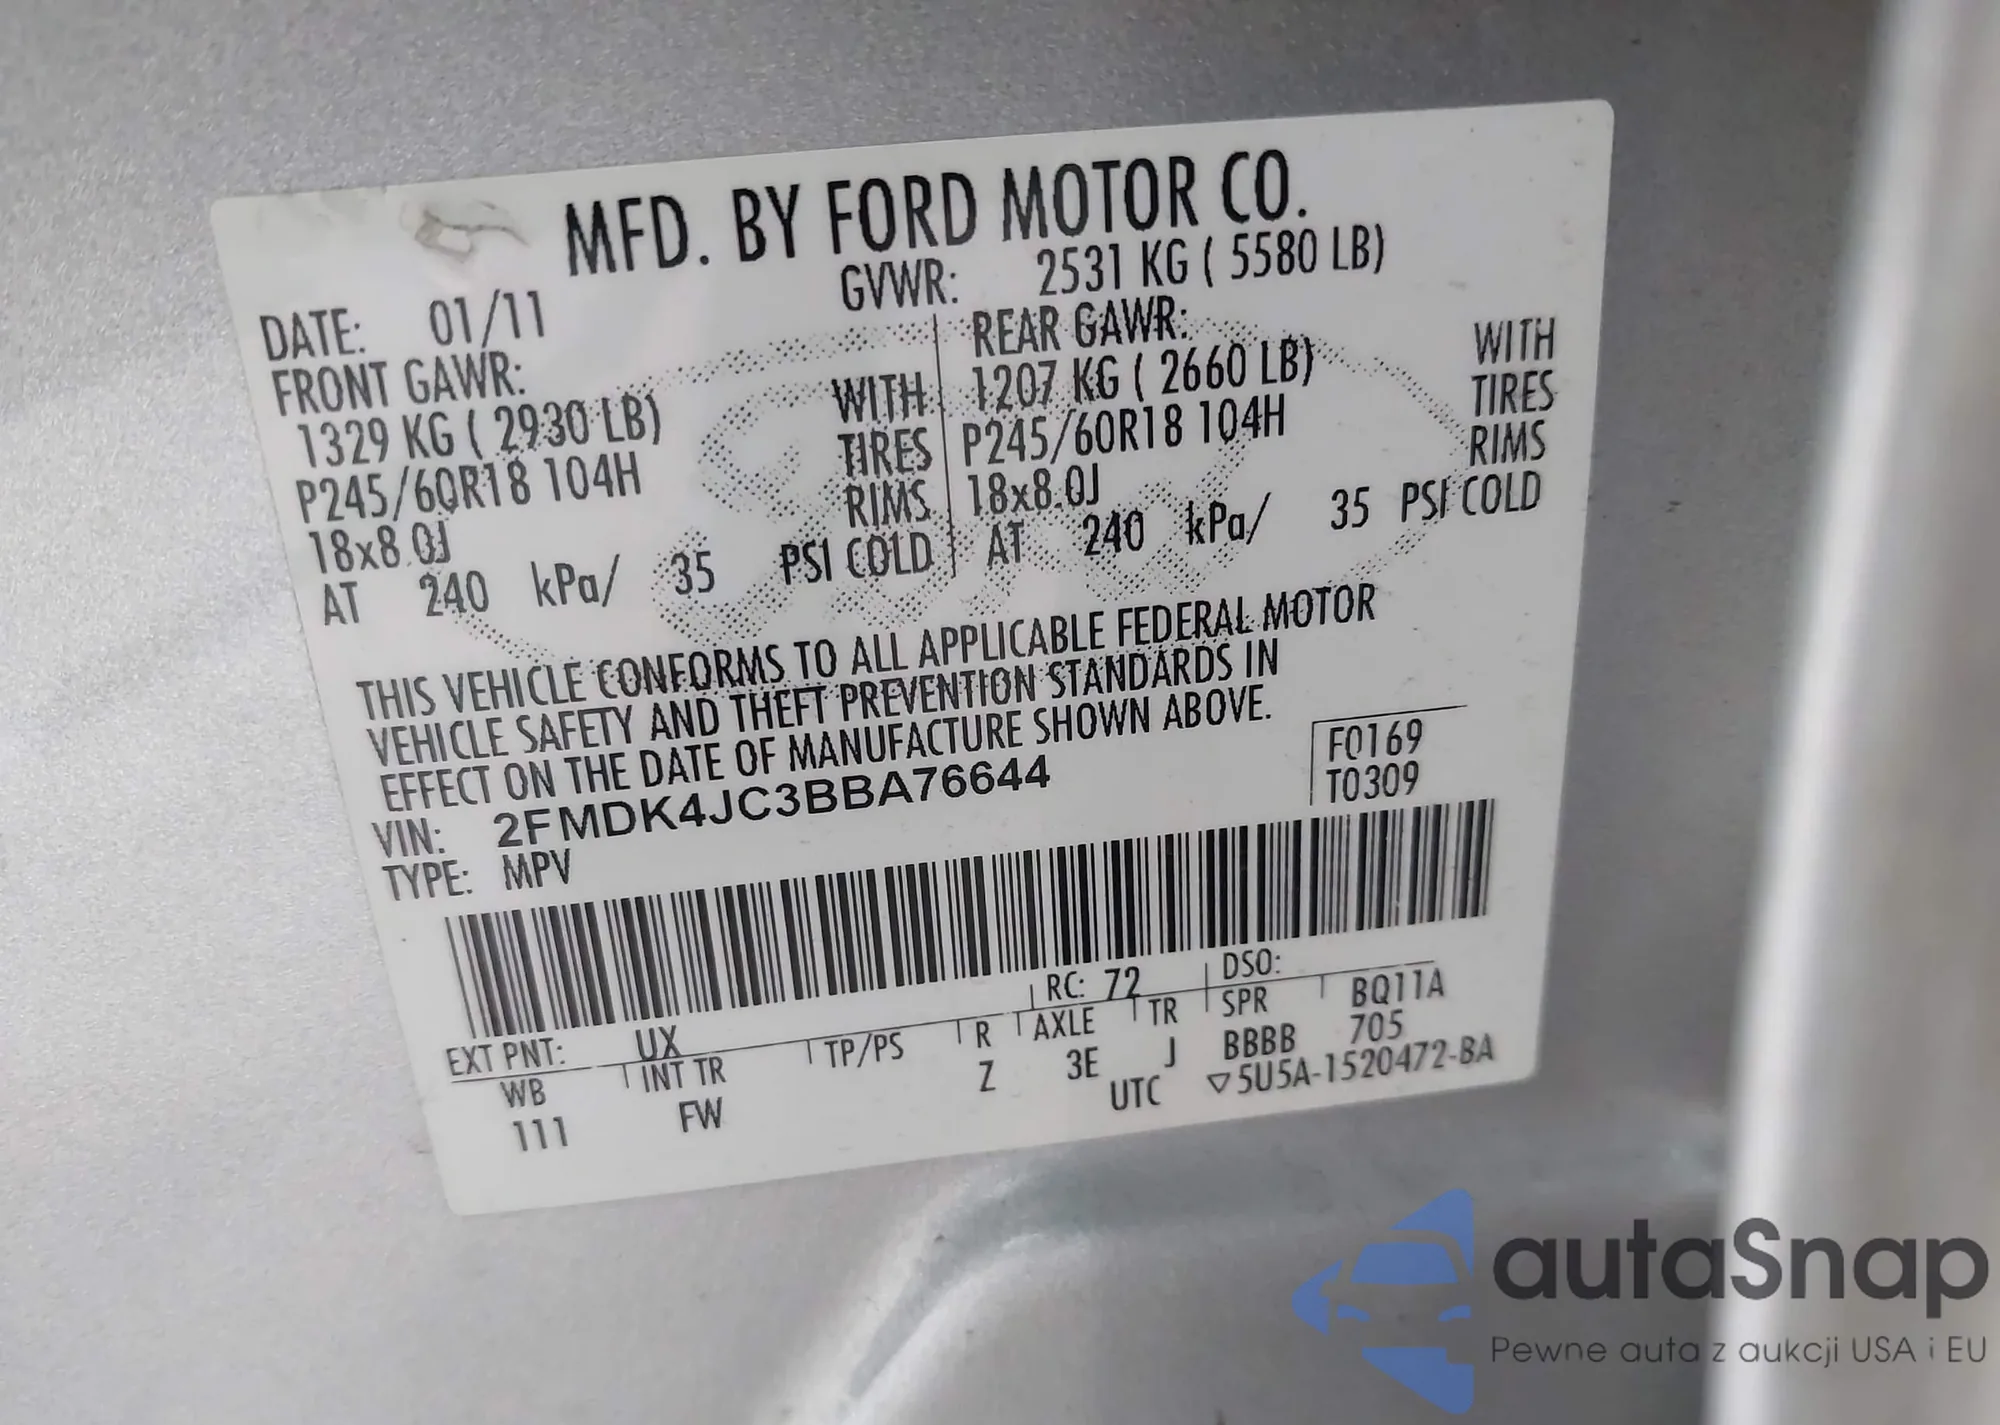 MFD. BY FORD MOTOR CO.
DATE: 01/11 GVWR: 2531 KG ( 5580 LB)
FRONT GAWR: REAR GAWR:
1329 KG ( 2930 LB) WITH 1207 KG ( 2660 LB) WITH
P245/60R18 104H TIRES P245/60R18 104H TIRES
18x8.0J RIMS 18x8.0J RIMS
AT 240 kPa/ 35 PSI COLD AT 240 kPa/ 35 PSI COLD
THIS VEHICLE CONFORMS TO ALL APPLICABLE FEDERAL MOTOR
VEHICLE SAFETY AND THEFT PREVENTION STANDARDS IN
EFFECT ON THE DATE OF MANUFACTURE SHOWN ABOVE.
VIN: 2FMDK4JC3BBA76644 F0169
TYPE: MPV T0309
EXT PNT: UX RC: 72 DSO:
WB INT TR TP/PS R AXLE TR SPR BQ11A
111 FW Z 3E J BBBB 705
UTC ▽5U5A-1520472-BA
autaSnap
Pewne auta z aukcji USA i EU